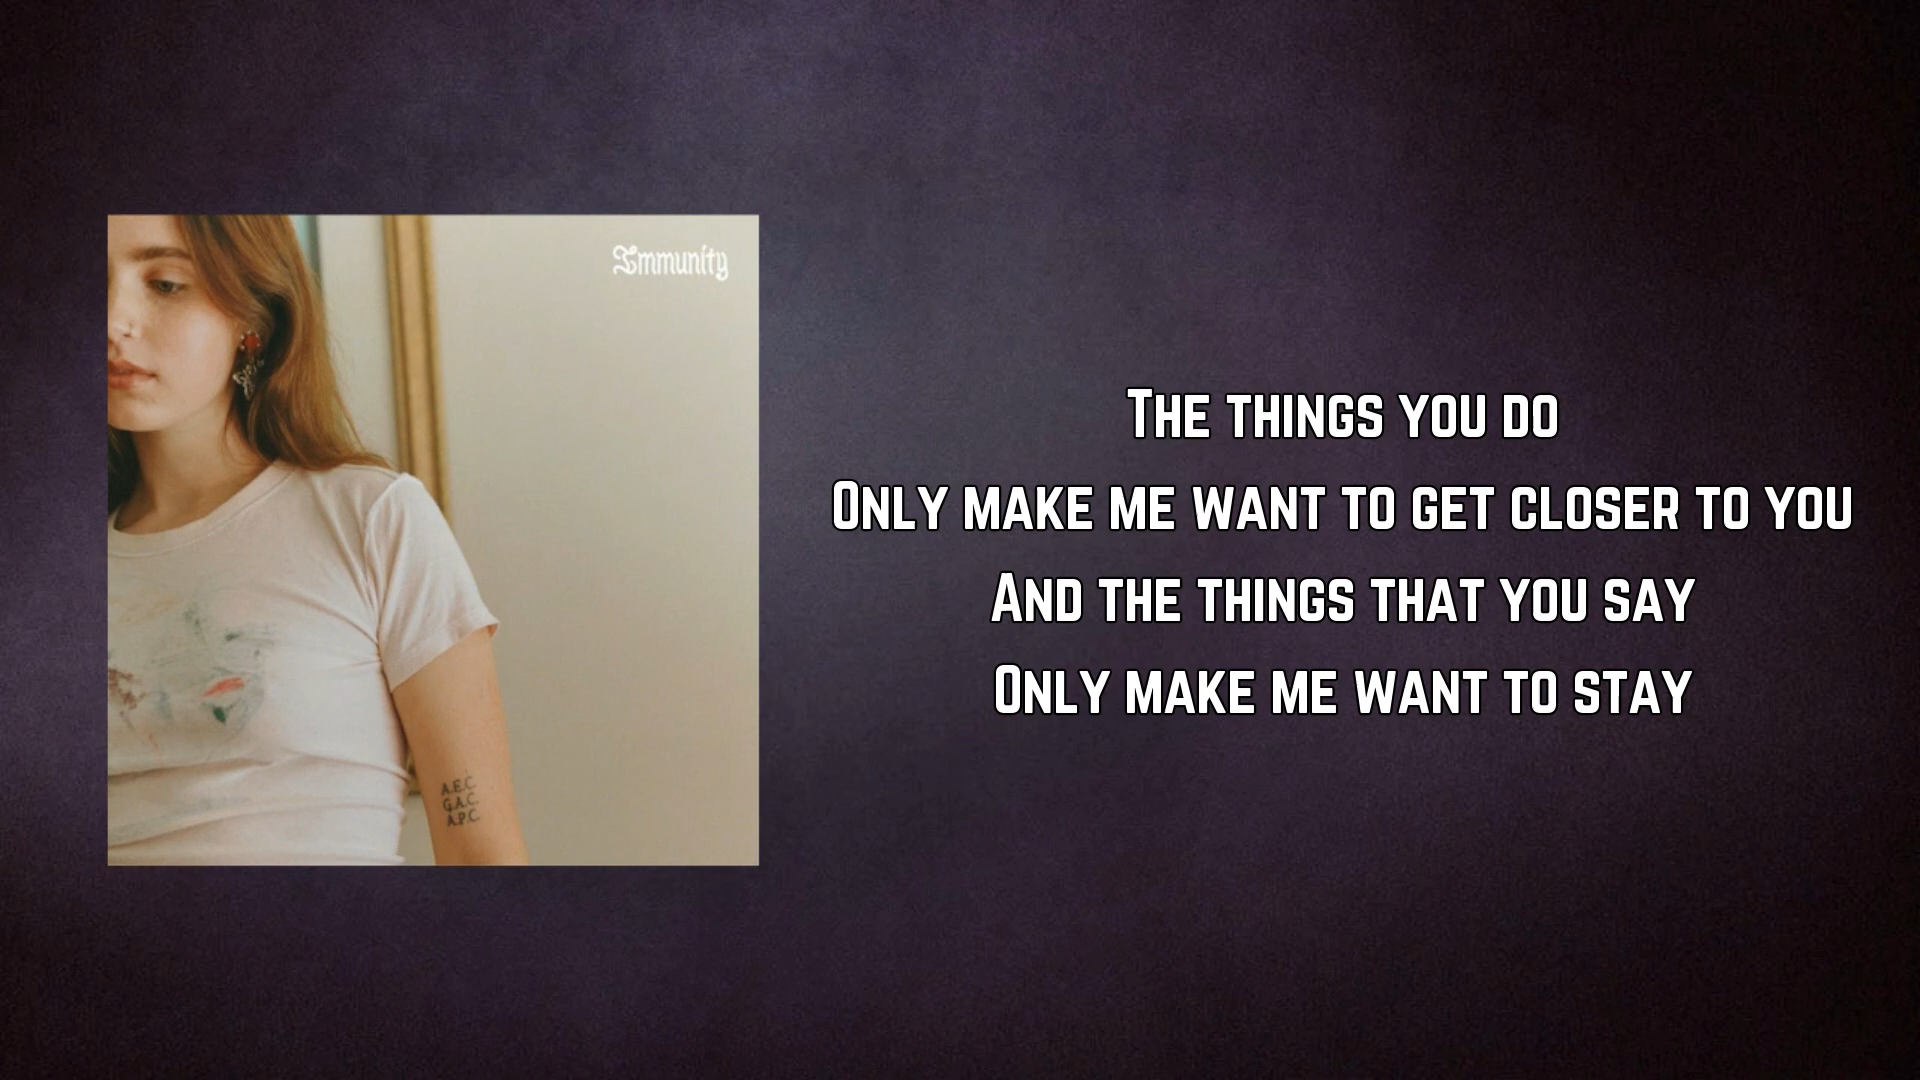 Immunity
A.E.C.
G.A.C.
A.P.C.
The things you do
Only make me want to get closer to you
And the things that you say
Only make me want to stay